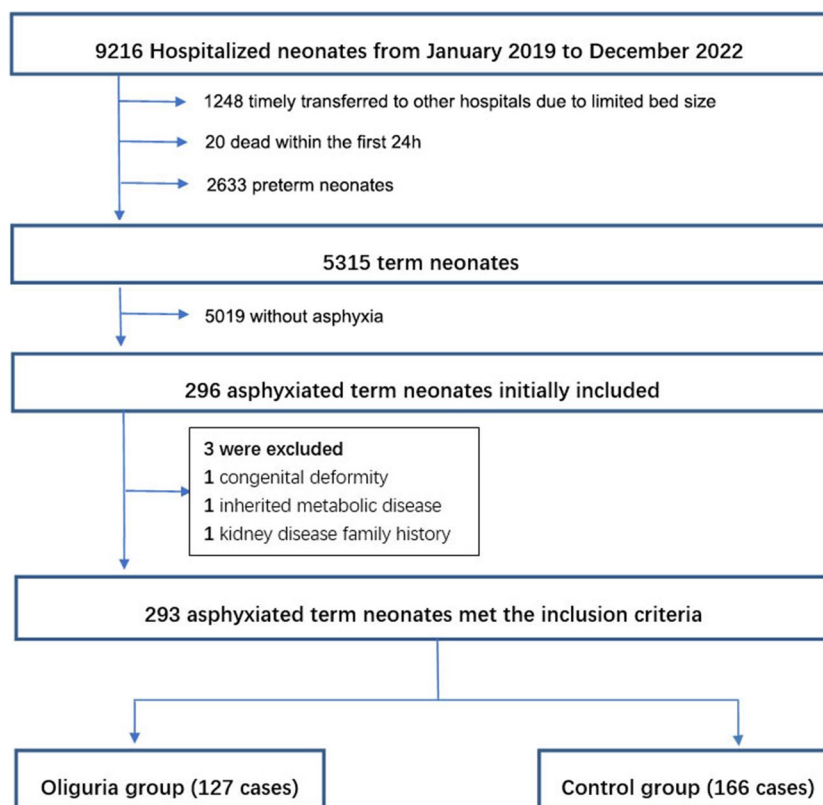 9216 Hospitalized neonates from January 2019 to December 2022
1248 timely transferred to other hospitals due to limited bed size
20 dead within the first 24h
2633 preterm neonates
5315 term neonates
5019 without asphyxia
296 asphyxiated term neonates initially included
3 were excluded
1 congenital deformity
1 inherited metabolic disease
1 kidney disease family history
293 asphyxiated term neonates met the inclusion criteria
Oliguria group (127 cases)
Control group (166 cases)